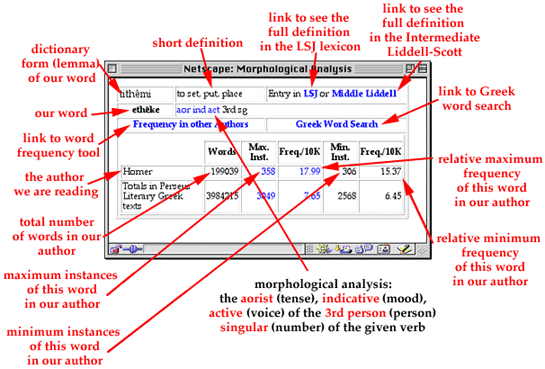 link to see the
full definition
in the LSJ lexicon
link to see the
full definition
in the Intermediate
Liddell-Scott
dictionary
form (lemma)
of our word
short definition
Netscape: Morphological Analysis
tithêmi
to set, put, place
Entry in LSJ or Middle Liddell
our word
ethêke
aor ind act 3rd sg
link to Greek
word search
Frequency in other Authors
Greek Word Search
link to word
frequency tool
Words
Max.
Inst.
Freq./10K
Min.
Inst.
Freq./10K
the author
we are reading
Homer
199039
358
17.99
306
15.37
relative maximum
frequency
of this word
in our author
Totals in Perseus
Literary Greek
texts
3984215
3049
7.65
2568
6.45
total number
of words in our
author
relative minimum
frequency
of this word
in our author
maximum instances
of this word
in our author
morphological analysis:
the aorist (tense), indicative (mood),
active (voice) of the 3rd person (person)
singular (number) of the given verb
minimum instances
of this word
in our author